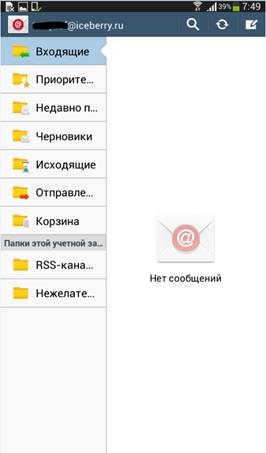 39% 7:49
@iceberry.ru
Входящие
Приорите...
Недавно п...
Черновики
Исходящие
Отправле...
Корзина
Папки этой учетной за...
RSS-кана...
Нежелате...
@
Нет сообщений